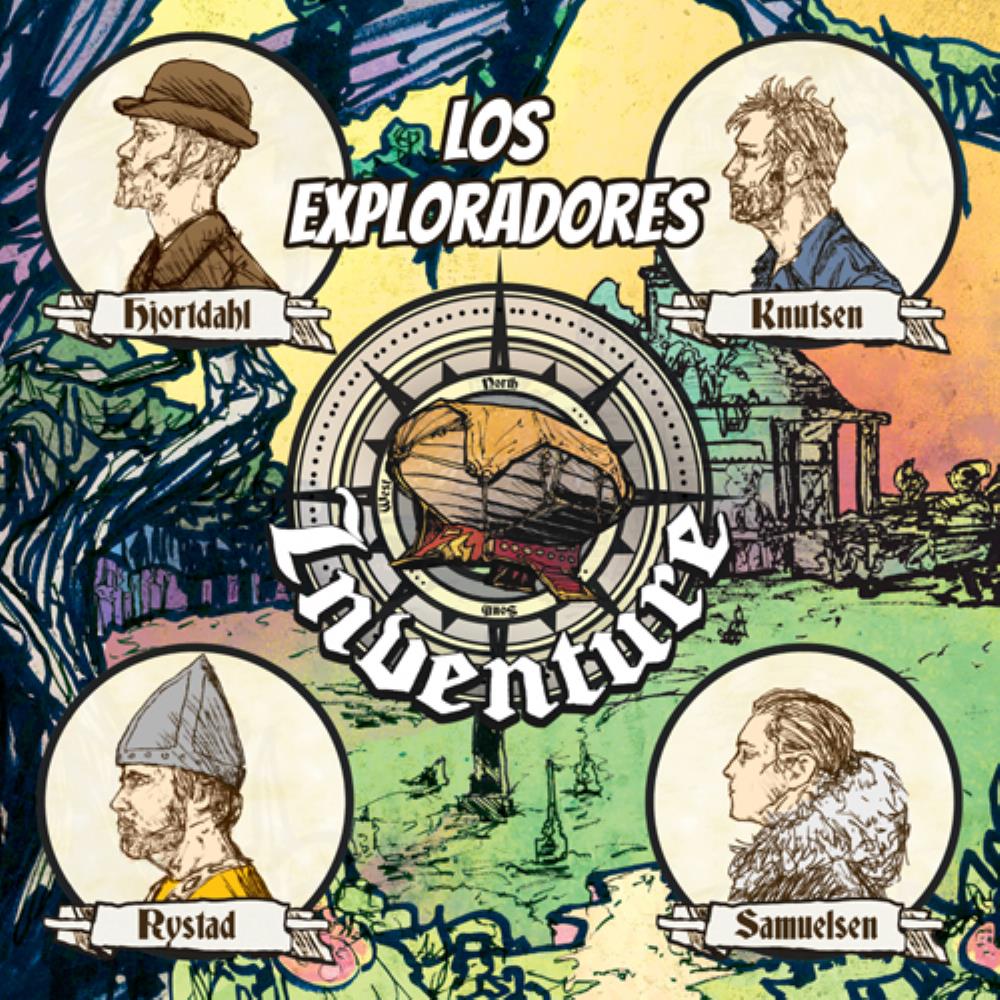 LOS
EXPLORADORES
Hjortdahl
Knutsen
North
West
South
Inventure
Rystad
Samuelsen